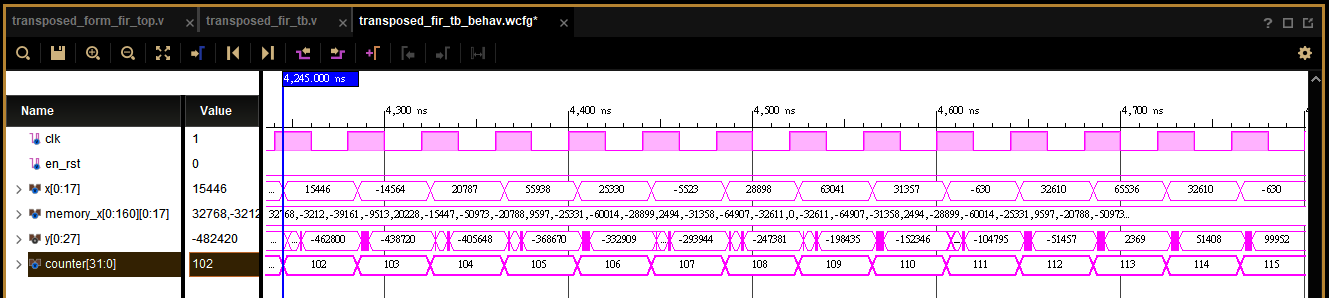 transposed_form_fir_top.v transposed_fir_tb.v transposed_fir_tb_behav.wcfg*
4,245.000 ns
Name Value 4,300 ns 4,400 ns 4,500 ns 4,600 ns 4,700 ns
clk 1
en_rst 0
x[0:17] 15446 ... 15446 -14564 20787 55938 25330 -5523 28898 63041 31357 -630 32610 65536 32610 -630
memory_x[0:160][0:17] 32768,-3212 32768,-3212,-39161,-9513,20228,-15447,-50973,-20788,9597,-25331,-60014,-28899,2494,-31358,-64907,-32611,0,-32611,-64907,-31358,2494,-28899,-60014,-25331,9597,-20788,-50973...
y[0:27] -482420 -462800 -438720 -405648 -368670 -332909 -293944 -247381 -198435 -152346 -104795 -51457 2369 51408 99952
counter[31:0] 102 ... 102 103 104 105 106 107 108 109 110 111 112 113 114 115